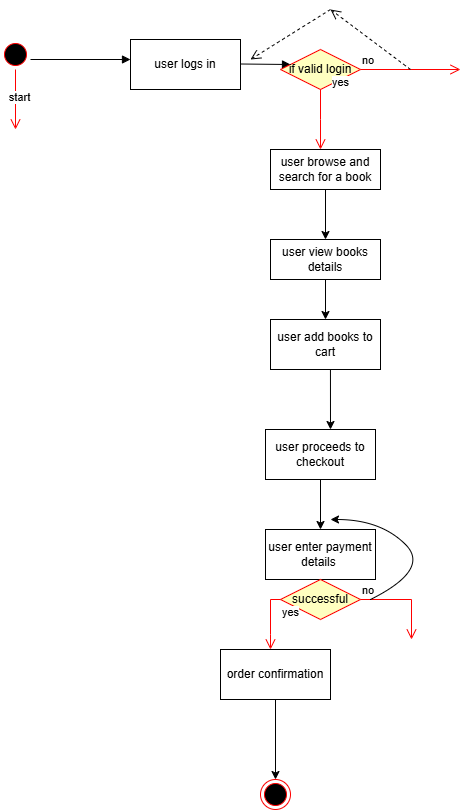 start
user logs in
if valid login
no
yes
user browse and
search for a book
user view books
details
user add books to
cart
user proceeds to
checkout
user enter payment
details
successful
no
yes
order confirmation